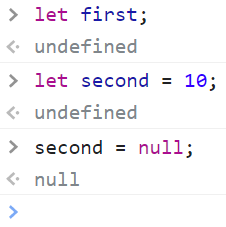 let first;
undefined
let second = 10;
undefined
second = null;
null